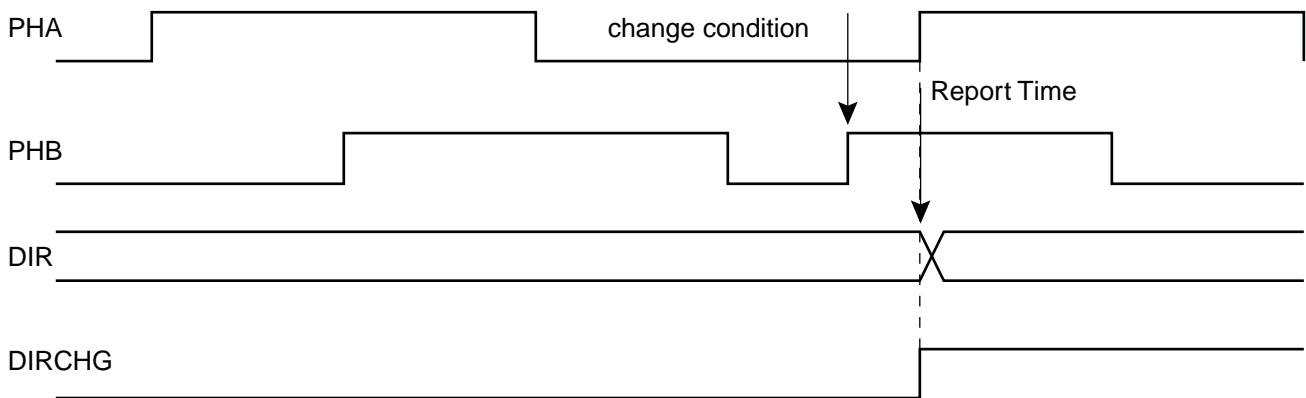 PHA
change condition
Report Time
PHB
DIR
DIRCHG